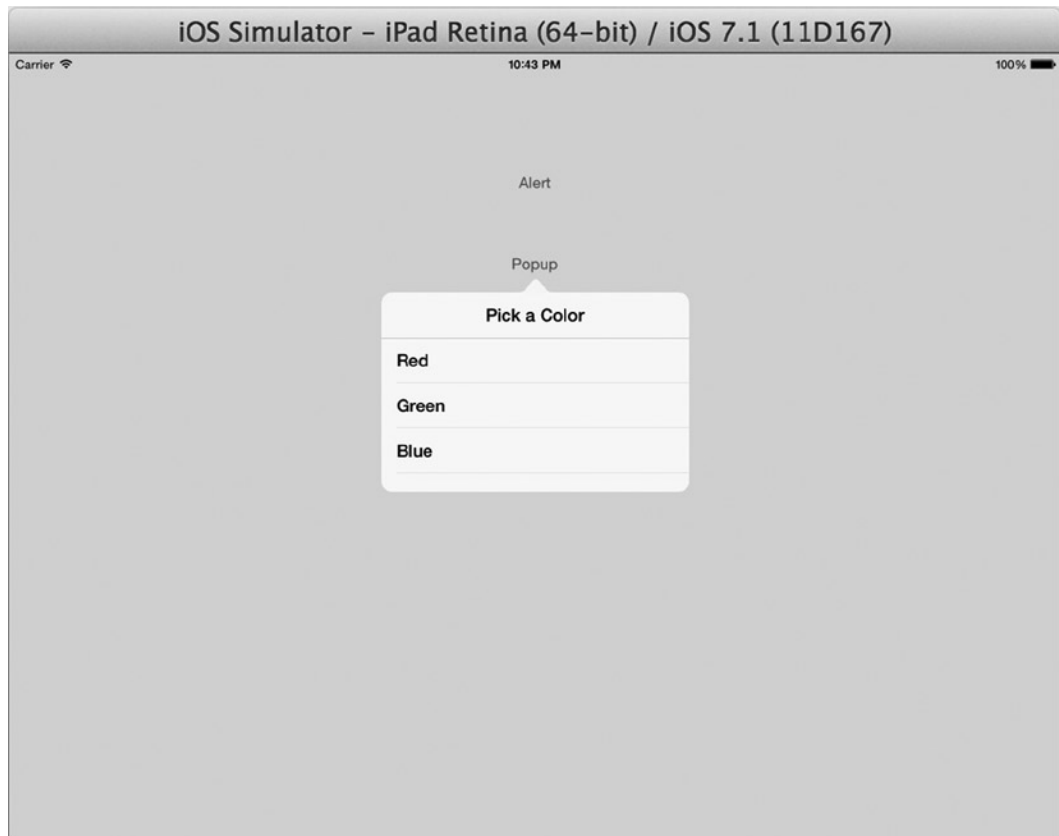 iOS Simulator – iPad Retina (64-bit) / iOS 7.1 (11D167)
Carrier 10:43 PM 100%
Alert
Popup
Pick a Color
Red
Green
Blue